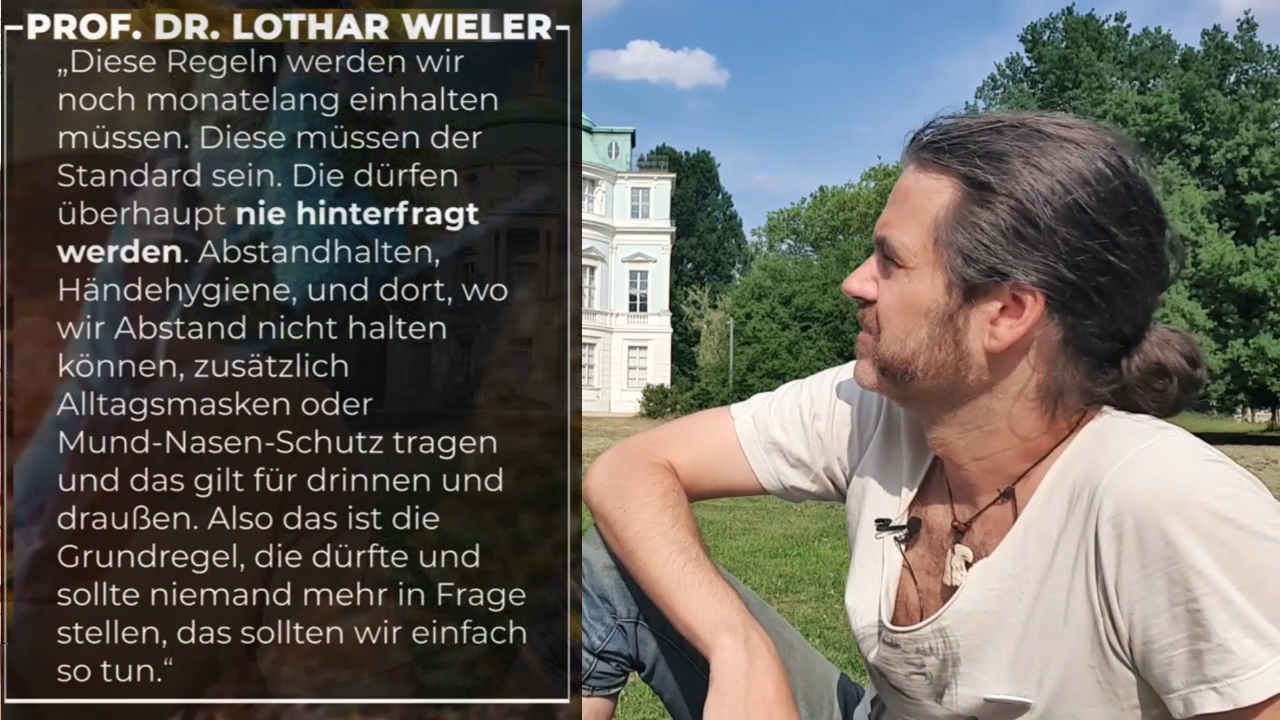 PROF. DR. LOTHAR WIELER
„Diese Regeln werden wir
noch monatelang einhalten
müssen. Diese müssen der
Standard sein. Die dürfen
überhaupt nie hinterfragt
werden. Abstandhalten,
Händehygiene, und dort, wo
wir Abstand nicht halten
können, zusätzlich
Alltagsmasken oder
Mund-Nasen-Schutz tragen
und das gilt für drinnen und
draußen. Also das ist die
Grundregel, die dürfte und
sollte niemand mehr in Frage
stellen, das sollten wir einfach
so tun.“